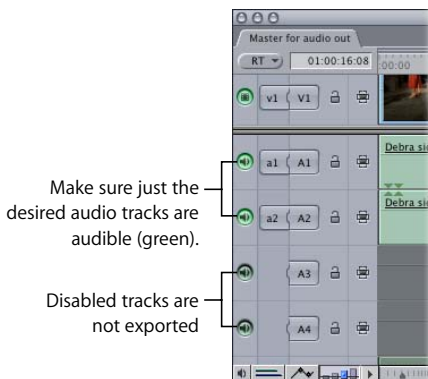 Master for audio out
RT 01:00:16:08 00:00
v1 V1
Debra si
a1 A1
Make sure just the
desired audio tracks are
audible (green).
Debra si
a2 A2
A3
Disabled tracks are
not exported
A4